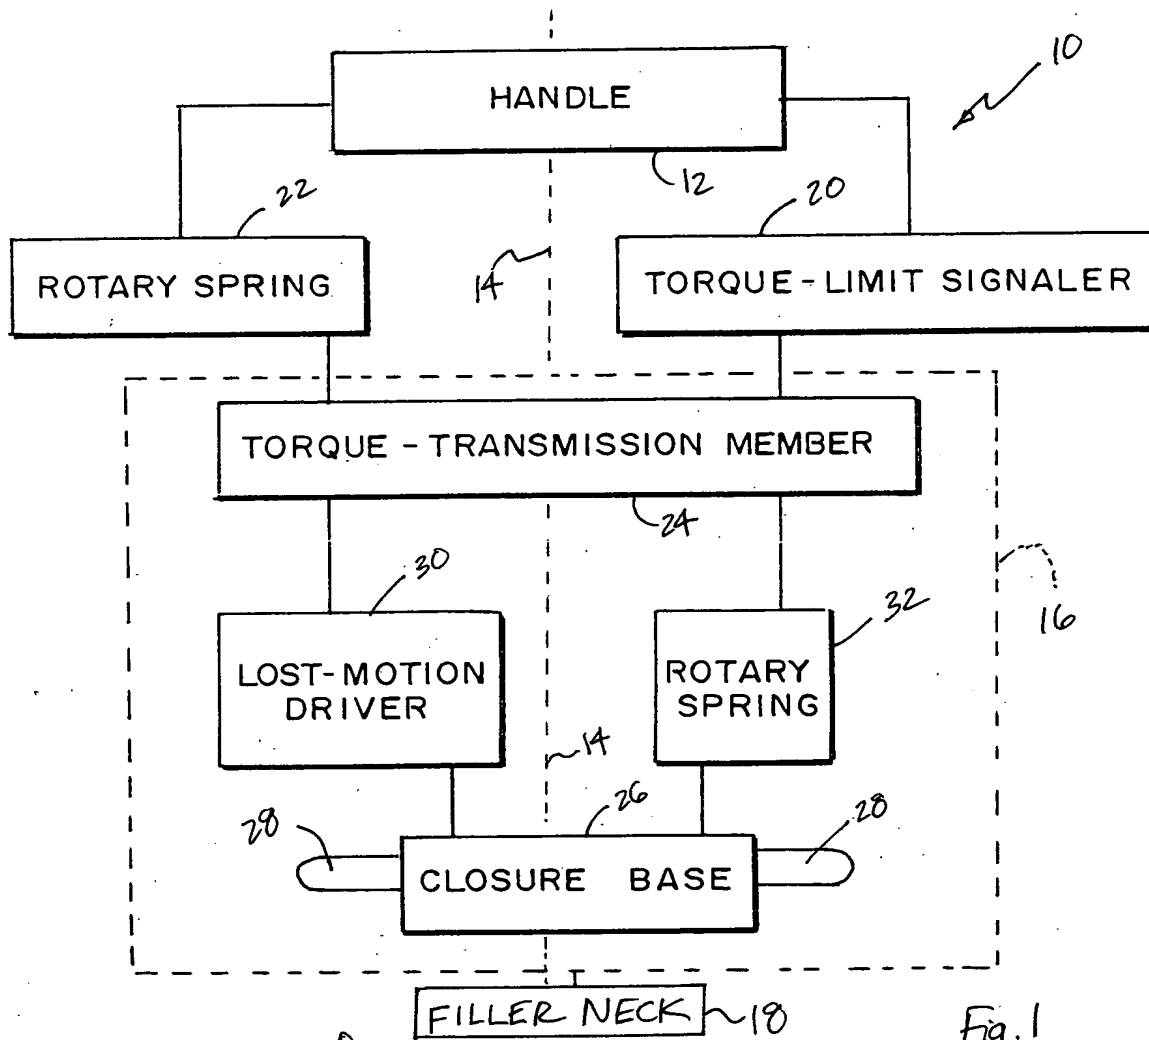 10
HANDLE
12
22
20
14
ROTARY SPRING
TORQUE-LIMIT SIGNALER
TORQUE-TRANSMISSION MEMBER
24
30
32
16
LOST-MOTION
DRIVER
ROTARY
SPRING
14
26
28
28
CLOSURE BASE
FILLER NECK
18
Fig. 1